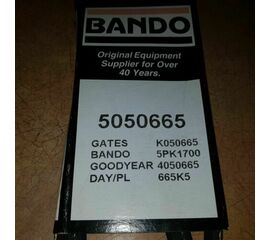 BANDO
Original Equipment
Supplier for Over
40 Years.
5050665
GATES K050665
BANDO 5PK1700
GOODYEAR 4050665
DAY/PL 665K5